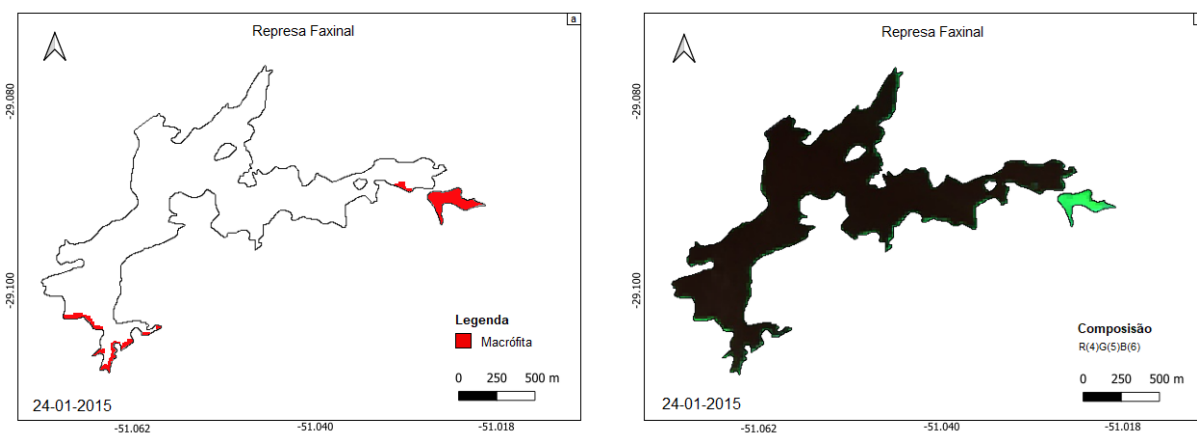 a
Represa Faxinal
-29.080
-29.100
Legenda
Macrófita
0 250 500 m
24-01-2015
-51.062 -51.040 -51.018
Represa Faxinal
-29.080
-29.100
Composisão
R(4)G(5)B(6)
0 250 500 m
24-01-2015
-51.062 -51.040 -51.018